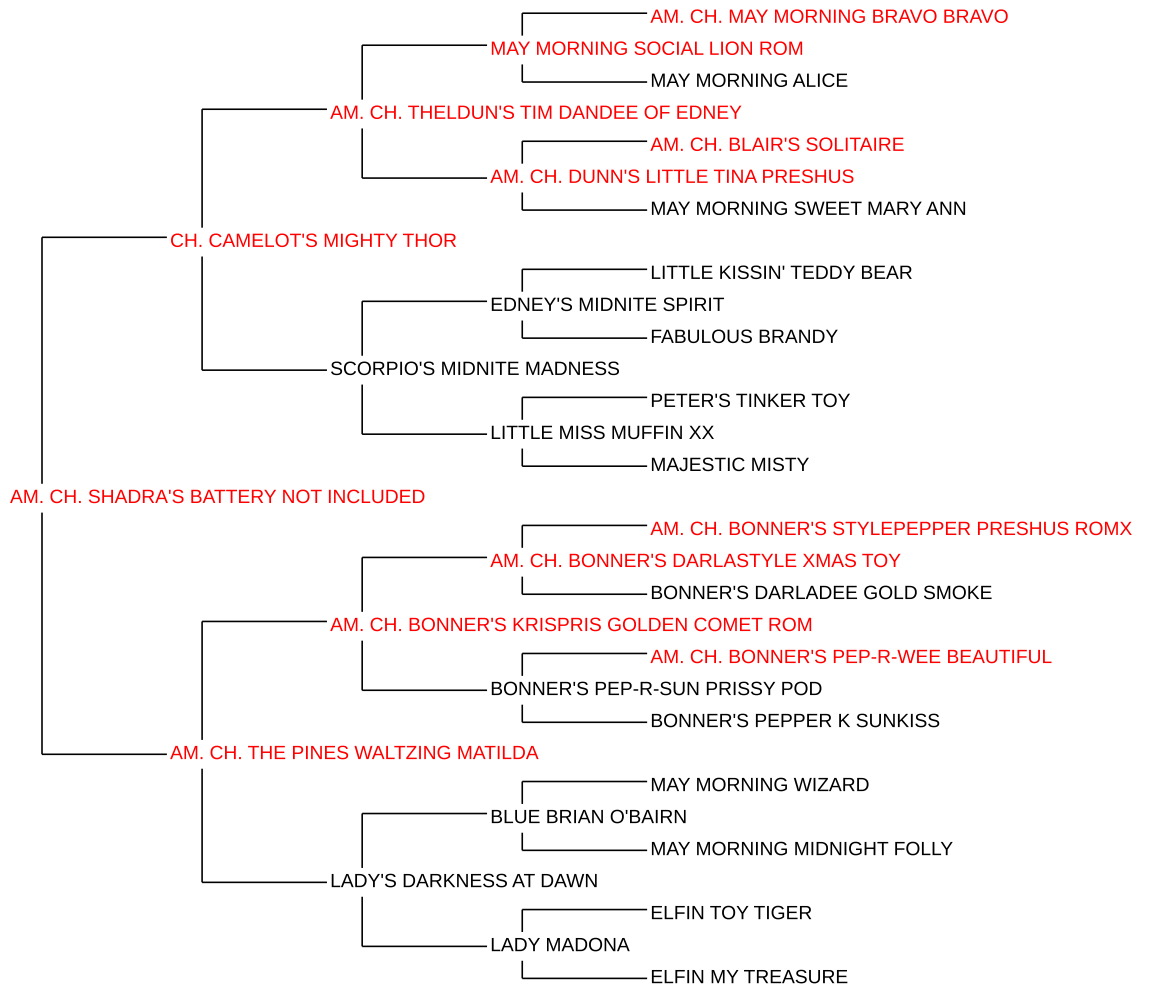 AM. CH. MAY MORNING BRAVO BRAVO
MAY MORNING SOCIAL LION ROM
MAY MORNING ALICE
AM. CH. THELDUN'S TIM DANDEE OF EDNEY
AM. CH. BLAIR'S SOLITAIRE
AM. CH. DUNN'S LITTLE TINA PRESHUS
MAY MORNING SWEET MARY ANN
CH. CAMELOT'S MIGHTY THOR
LITTLE KISSIN' TEDDY BEAR
EDNEY'S MIDNITE SPIRIT
FABULOUS BRANDY
SCORPIO'S MIDNITE MADNESS
PETER'S TINKER TOY
LITTLE MISS MUFFIN XX
MAJESTIC MISTY
AM. CH. SHADRA'S BATTERY NOT INCLUDED
AM. CH. BONNER'S STYLEPEPPER PRESHUS ROMX
AM. CH. BONNER'S DARLASTYLE XMAS TOY
BONNER'S DARLADEE GOLD SMOKE
AM. CH. BONNER'S KRISPRIS GOLDEN COMET ROM
AM. CH. BONNER'S PEP-R-WEE BEAUTIFUL
BONNER'S PEP-R-SUN PRISSY POD
BONNER'S PEPPER K SUNKISS
AM. CH. THE PINES WALTZING MATILDA
MAY MORNING WIZARD
BLUE BRIAN O'BAIRN
MAY MORNING MIDNIGHT FOLLY
LADY'S DARKNESS AT DAWN
ELFIN TOY TIGER
LADY MADONA
ELFIN MY TREASURE